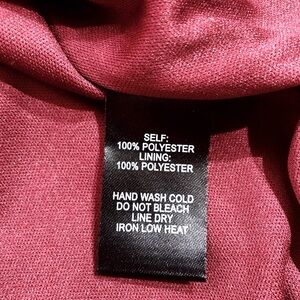 SELF:
100% POLYESTER
LINING:
100% POLYESTER
HAND WASH COLD
DO NOT BLEACH
LINE DRY
IRON LOW HEAT